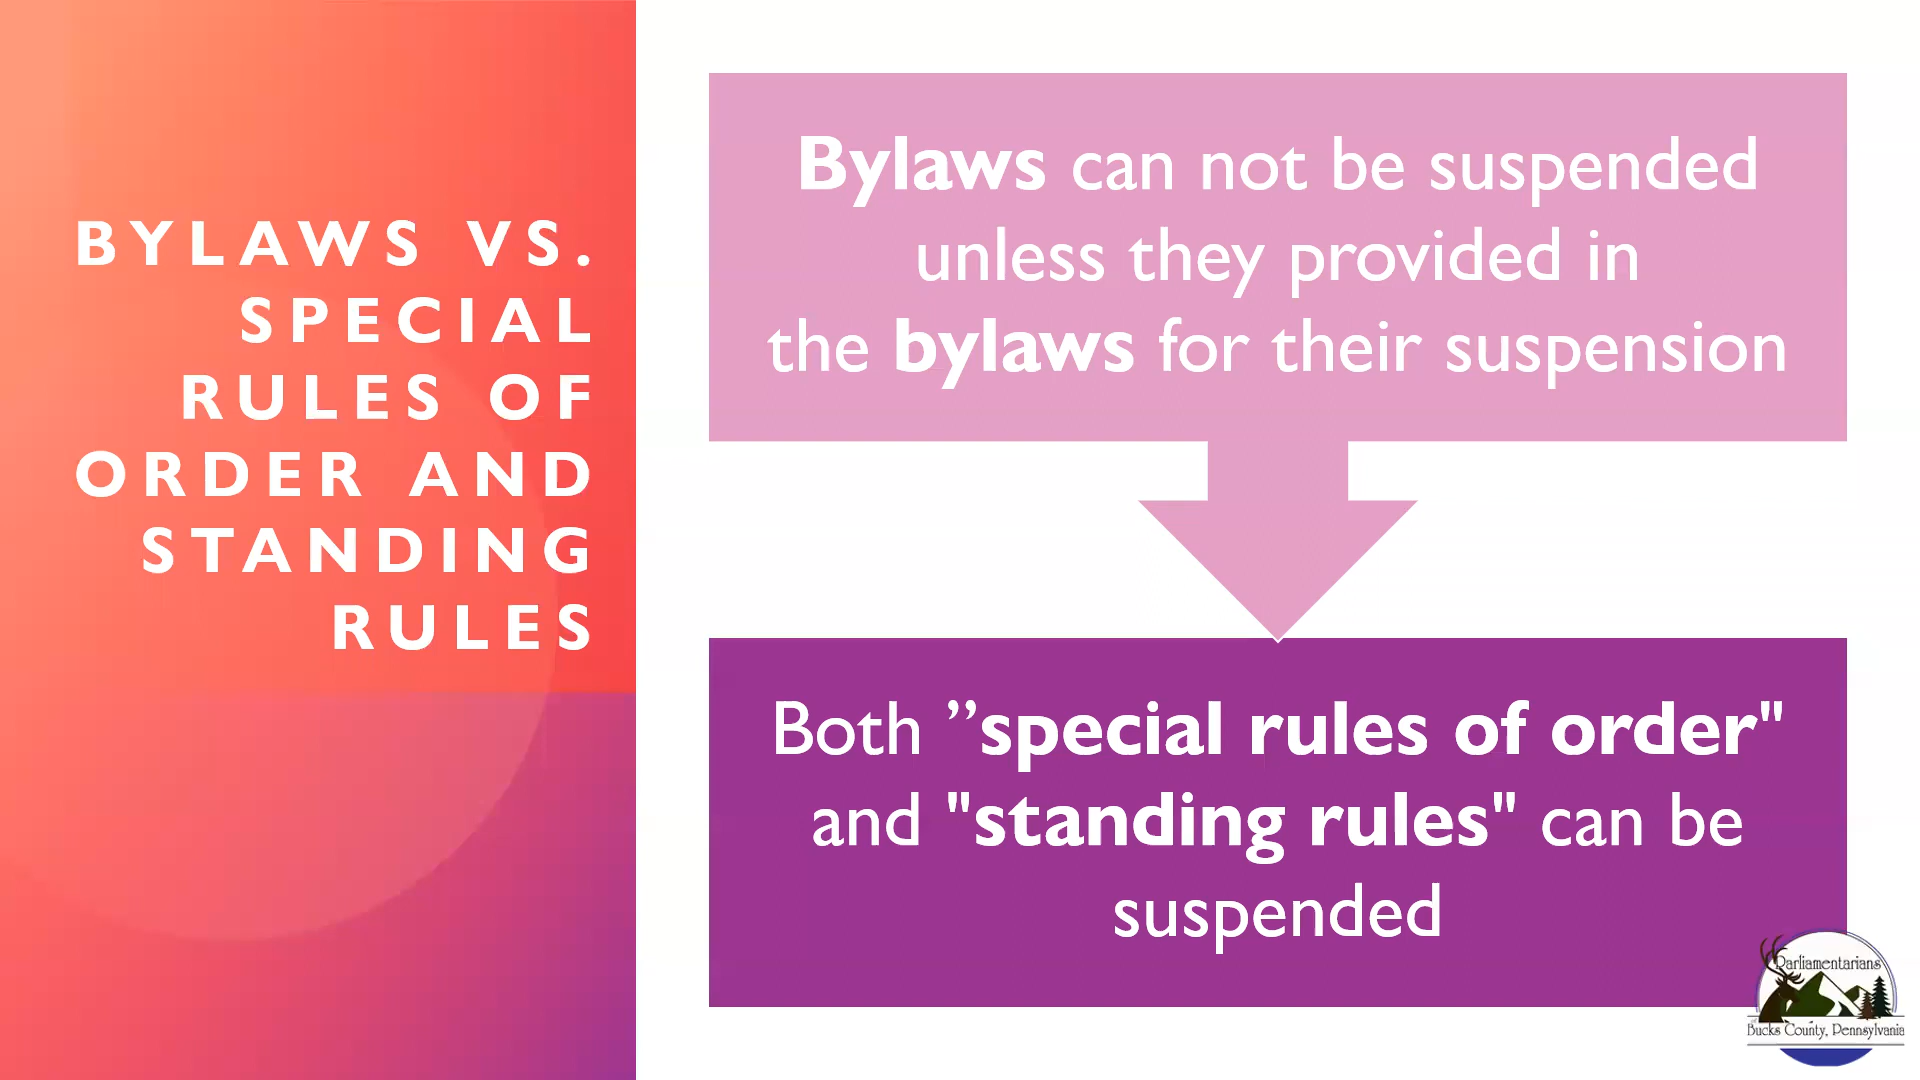 BYLAWS VS.
SPECIAL
RULES OF
ORDER AND
STANDING
RULES
Bylaws can not be suspended
unless they provided in
the bylaws for their suspension
Both ”special rules of order"
and "standing rules" can be
suspended
Parliamentarians
Bucks County, Pennsylvania